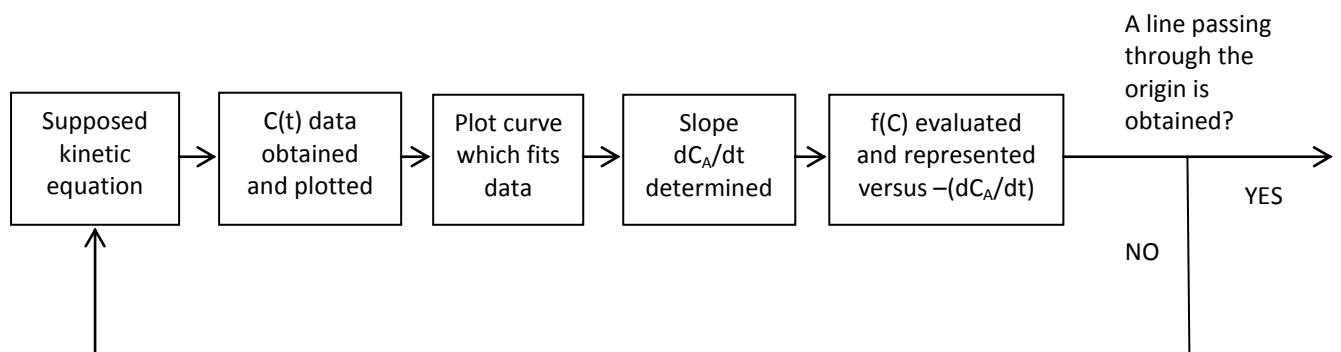 Supposed
kinetic
equation
C(t) data
obtained
and plotted
Plot curve
which fits
data
Slope
dC_A/dt
determined
f(C) evaluated
and represented
versus –(dC_A/dt)
A line passing
through the
origin is
obtained?
YES
NO